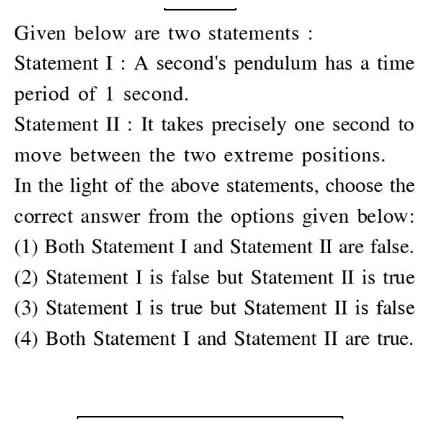 Given below are two statements :
Statement I : A second's pendulum has a time
period of 1 second.
Statement II : It takes precisely one second to
move between the two extreme positions.
In the light of the above statements, choose the
correct answer from the options given below:
(1) Both Statement I and Statement II are false.
(2) Statement I is false but Statement II is true
(3) Statement I is true but Statement II is false
(4) Both Statement I and Statement II are true.